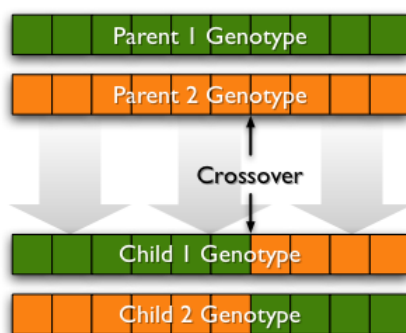 Parent 1 Genotype
Parent 2 Genotype
Crossover
Child 1 Genotype
Child 2 Genotype